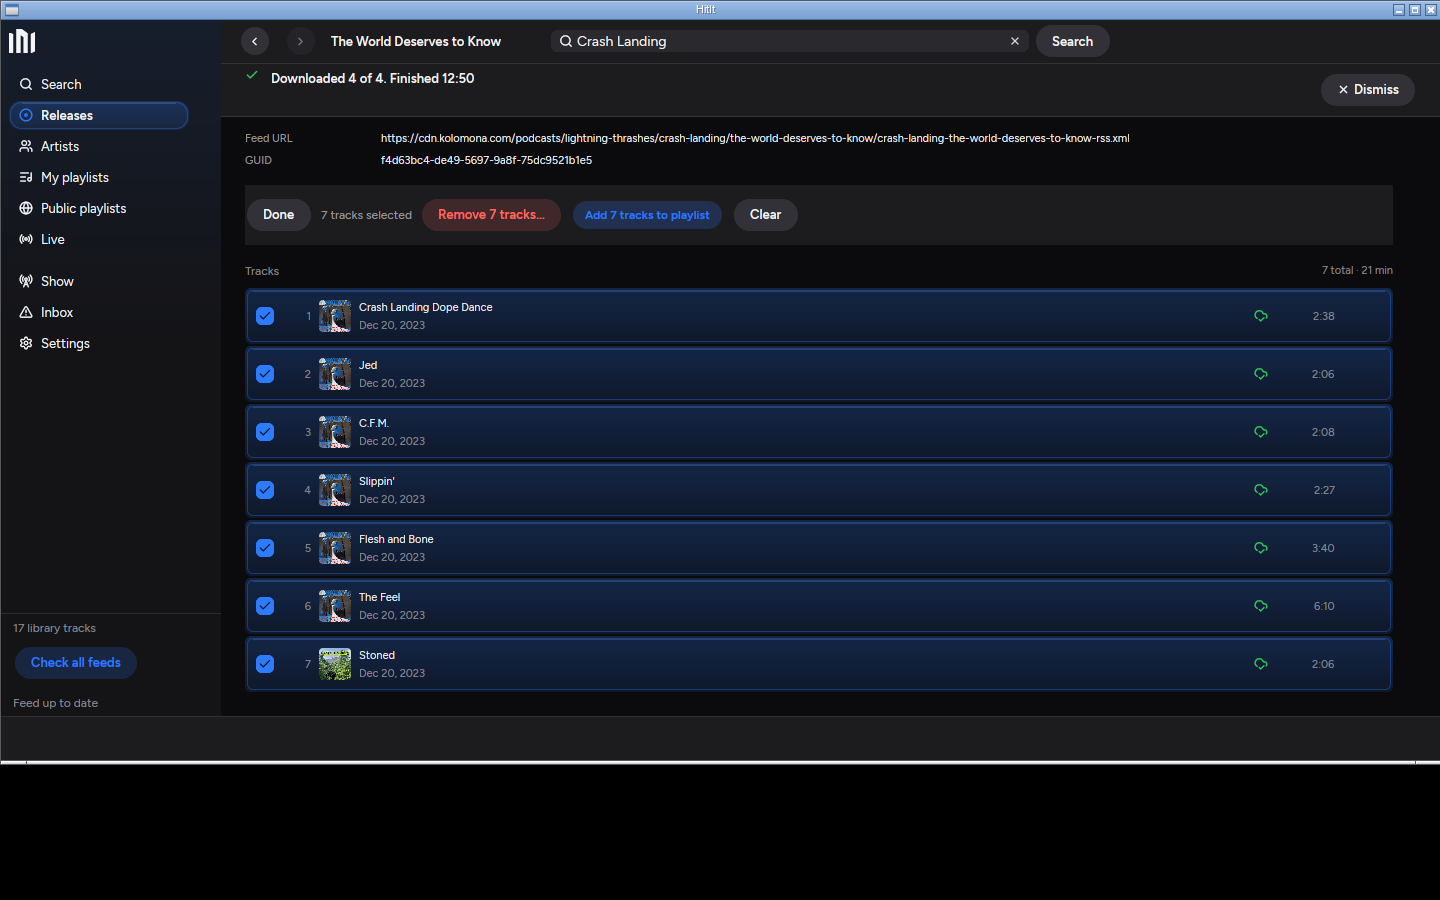 HitIt
The World Deserves to Know
Crash Landing
Search
Search
Releases
Artists
My playlists
Public playlists
Live
Show
Inbox
Settings
17 library tracks
Check all feeds
Feed up to date
Downloaded 4 of 4. Finished 12:50
Dismiss
Feed URL https://cdn.kolomona.com/podcasts/lightning-thrashes/crash-landing/the-world-deserves-to-know/crash-landing-the-world-deserves-to-know-rss.xml
GUID f4d63bc4-de49-5697-9a8f-75dc9521b1e5
Done 7 tracks selected Remove 7 tracks... Add 7 tracks to playlist Clear
Tracks 7 total · 21 min
1 Crash Landing Dope Dance 2:38
Dec 20, 2023
2 Jed 2:06
Dec 20, 2023
3 C.F.M. 2:08
Dec 20, 2023
4 Slippin' 2:27
Dec 20, 2023
5 Flesh and Bone 3:40
Dec 20, 2023
6 The Feel 6:10
Dec 20, 2023
7 Stoned 2:06
Dec 20, 2023